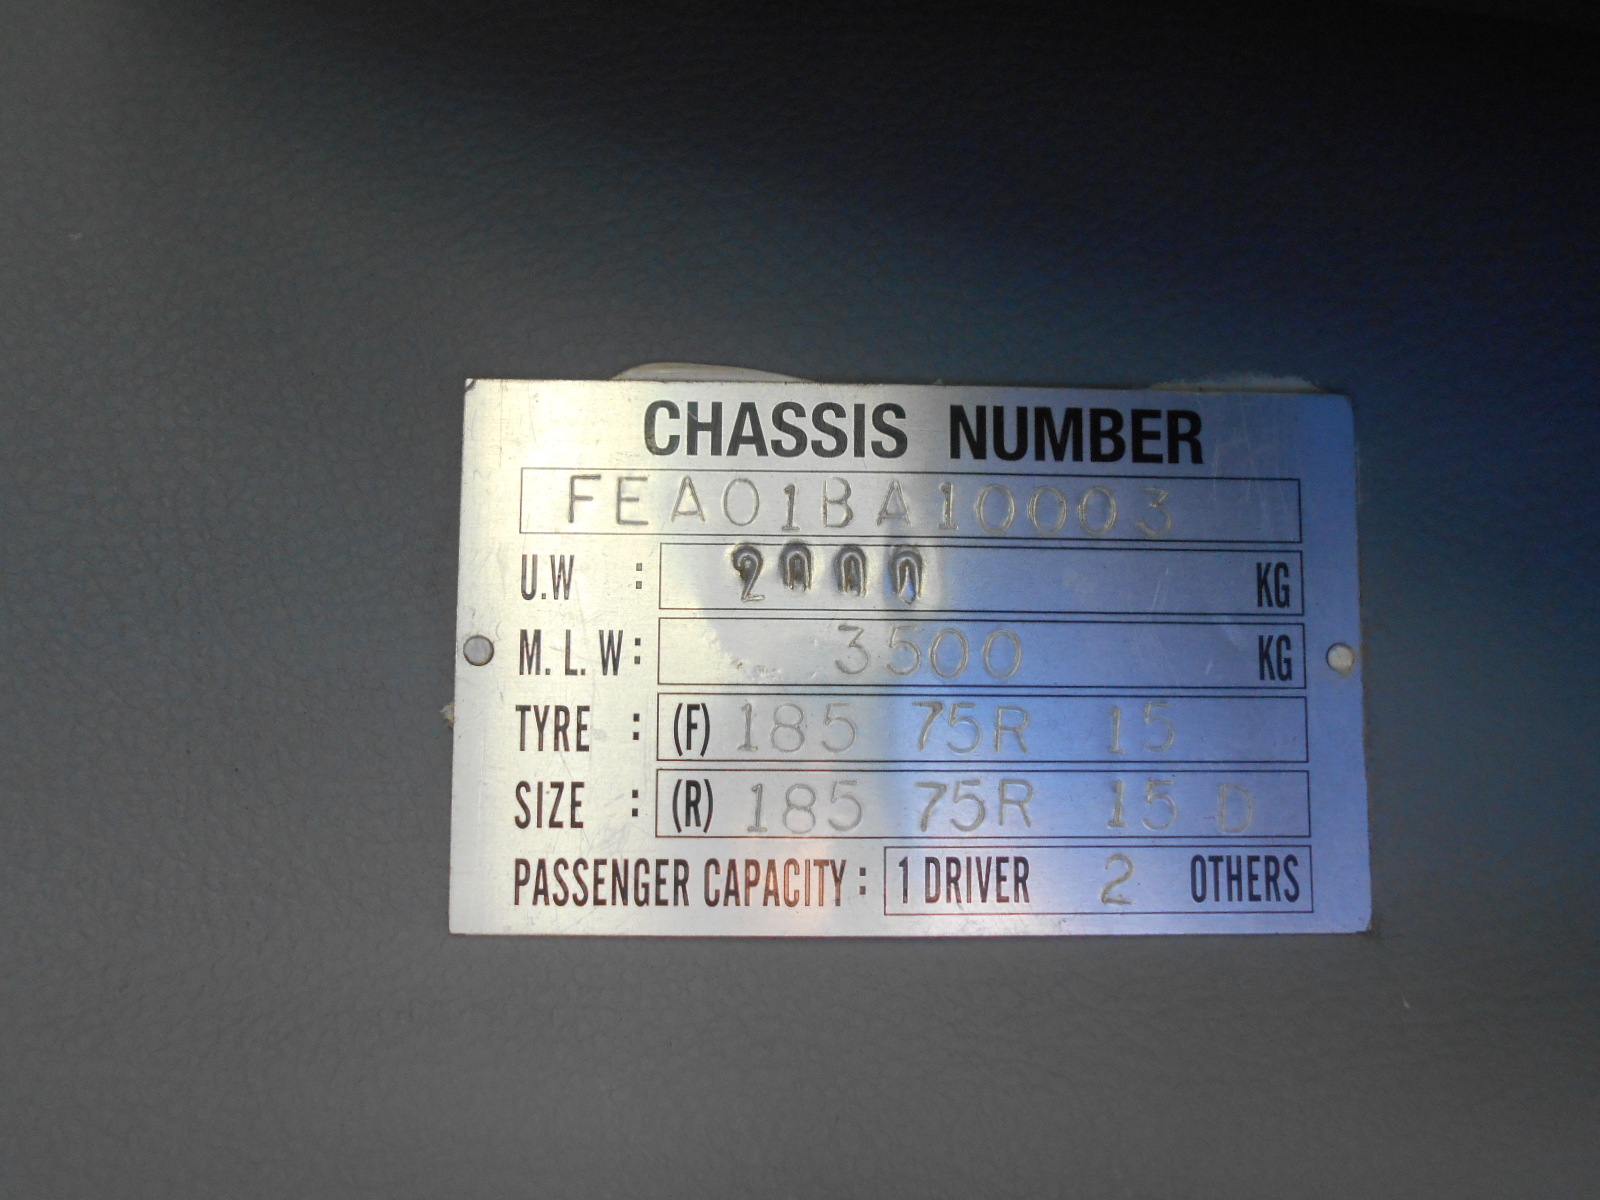 CHASSIS NUMBER
FEA01BA10003
U.W : 2000 KG
M. L. W : 3500 KG
TYRE : (F) 185 75R 15
SIZE : (R) 185 75R 15 D
PASSENGER CAPACITY : 1 DRIVER 2 OTHERS